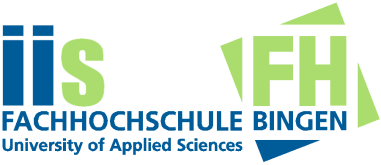 iis FH
FACHHOCHSCHULE BINGEN
University of Applied Sciences